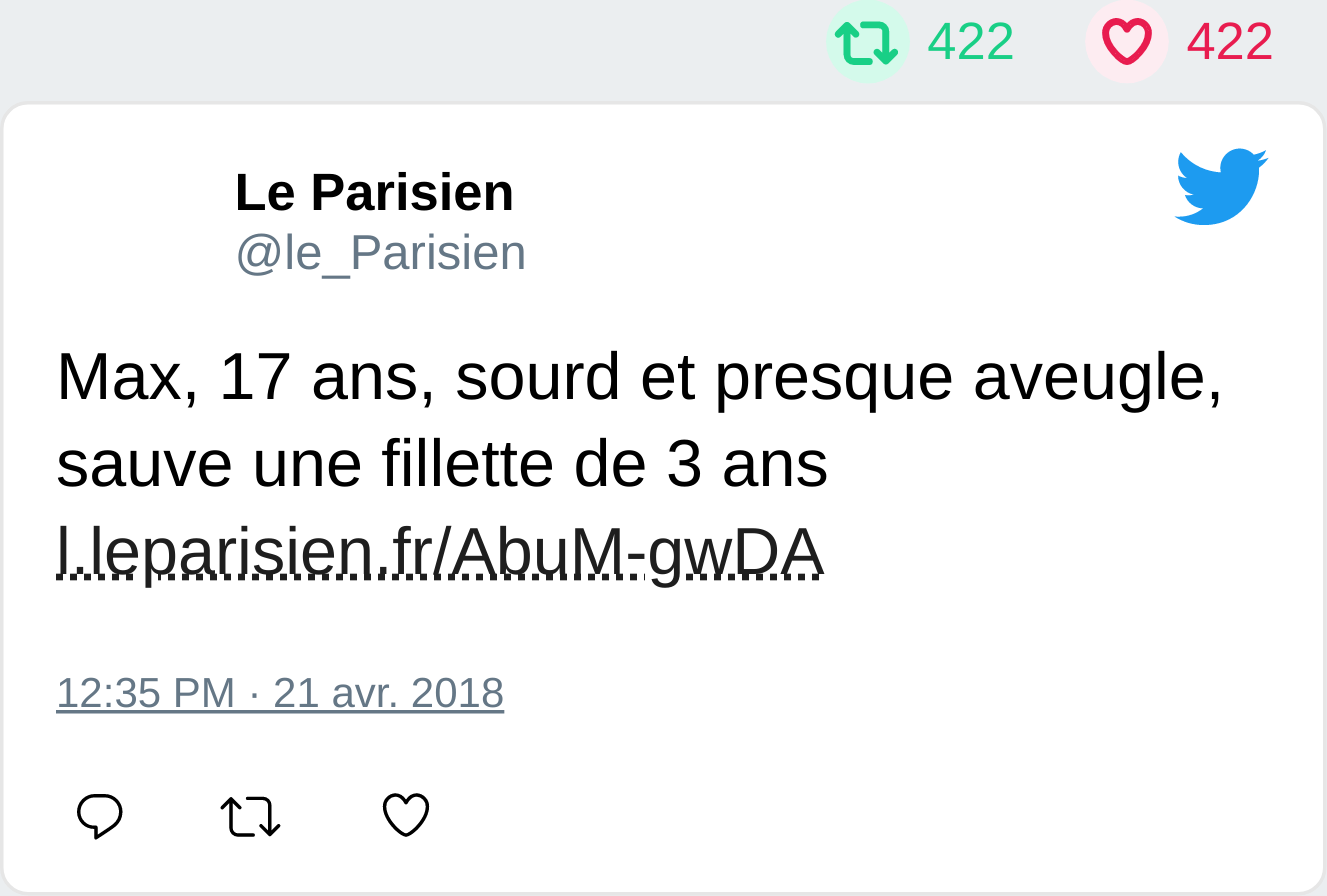 422 422
Le Parisien
@le_Parisien
Max, 17 ans, sourd et presque aveugle,
sauve une fillette de 3 ans
l.leparisien.fr/AbuM-gwDA
12:35 PM · 21 avr. 2018